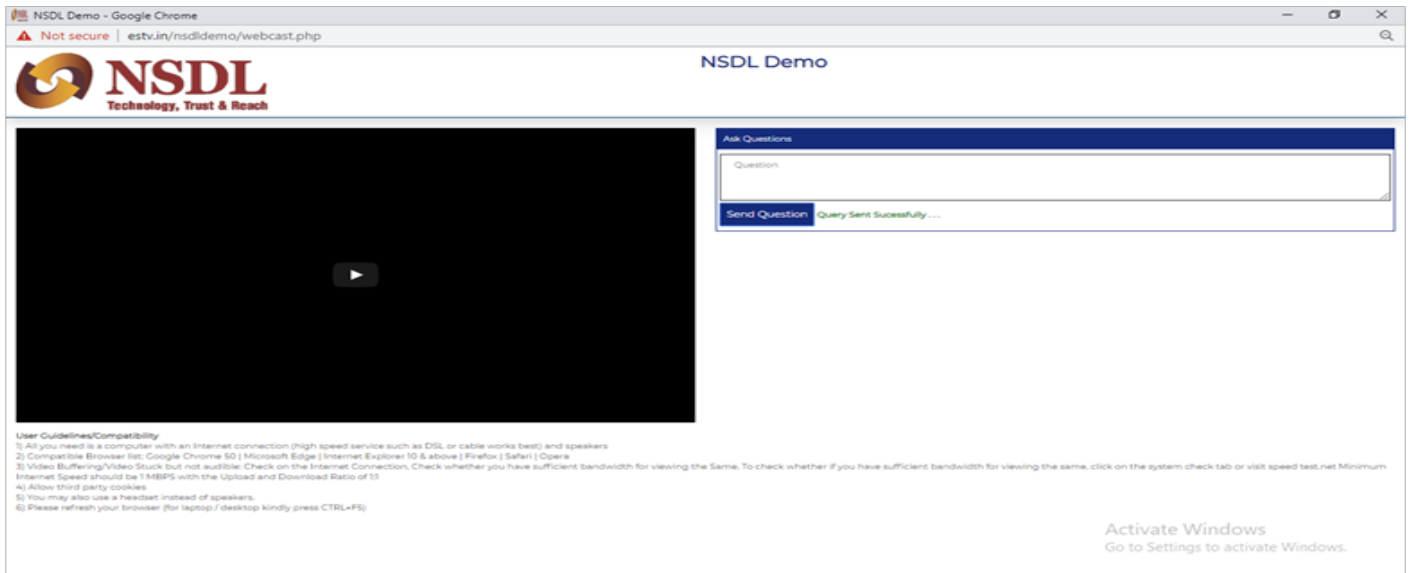 NSDL Demo - Google Chrome
Not secure | estv.in/nsdldemo/webcast.php
NSDL
Technology, Trust & Reach
NSDL Demo
Ask Questions
Question
Send Question
Query Sent Sucessfully . . .
User Guidelines/Compatibility
1) All you need is a computer with an Internet connection (high speed service such as DSL or cable works best) and speakers
2) Compatible Browser list: Google Chrome 50 | Microsoft Edge | Internet Explorer 10 & above | Firefox | Safari | Opera
3) Video Buffering/Video Stuck but not audible: Check on the Internet Connection, Check whether you have sufficient bandwidth for viewing the Same, To check whether if you have sufficient bandwidth for viewing the same, click on the system check tab or visit speed test.net Minimum
Internet Speed should be 1 MBPS with the Upload and Download Ratio of 1:1
4) Allow third party cookies
5) You may also use a headset instead of speakers.
6) Please refresh your browser (for laptop / desktop kindly press CTRL+F5)
Activate Windows
Go to Settings to activate Windows.